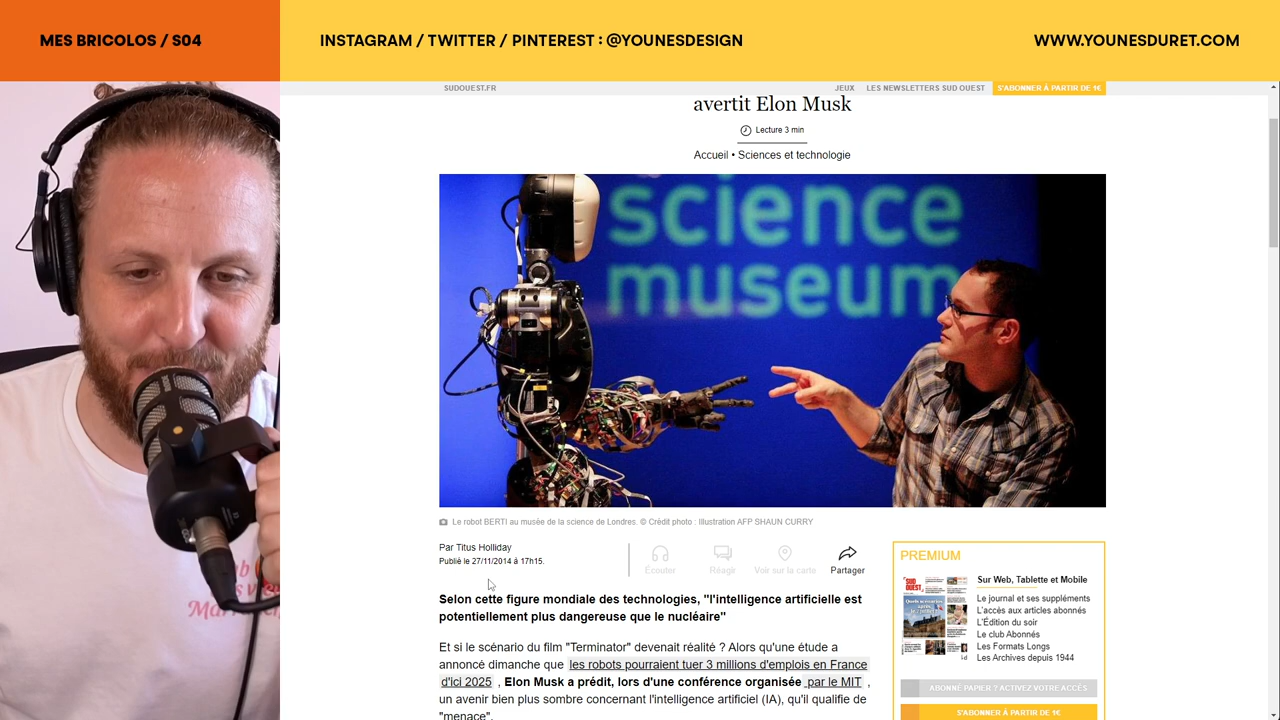 MES BRICOLOS / S04
INSTAGRAM / TWITTER / PINTEREST : @YOUNESDESIGN
WWW.YOUNESDURET.COM
SUDOUEST.FR
JEUX
LES NEWSLETTERS SUD OUEST
S'ABONNER À PARTIR DE 1€
avertit Elon Musk
Lecture 3 min
Accueil • Sciences et technologie
science
museum
Le robot BERTI au musée de la science de Londres. © Crédit photo : Illustration AFP SHAUN CURRY
Par Titus Holliday
Publié le 27/11/2014 à 17h15.
Écouter
Réagir
Voir sur la carte
Partager
Selon cette figure mondiale des technologies, "l'intelligence artificielle est
potentiellement plus dangereuse que le nucléaire"
Et si le scénario du film "Terminator" devenait réalité ? Alors qu'une étude a
annoncé dimanche que les robots pourraient tuer 3 millions d'emplois en France
d'ici 2025 , Elon Musk a prédit, lors d'une conférence organisée par le MIT ,
un avenir bien plus sombre concernant l'intelligence artificiel (IA), qu'il qualifie de
"menace".
PREMIUM
SUD OUEST
Sur Web, Tablette et Mobile
Le journal et ses suppléments
L'accès aux articles abonnés
L'Édition du soir
Le club Abonnés
Les Formats Longs
Les Archives depuis 1944
ABONNÉ PAPIER ? ACTIVEZ VOTRE ACCÈS
S'ABONNER À PARTIR DE 1€